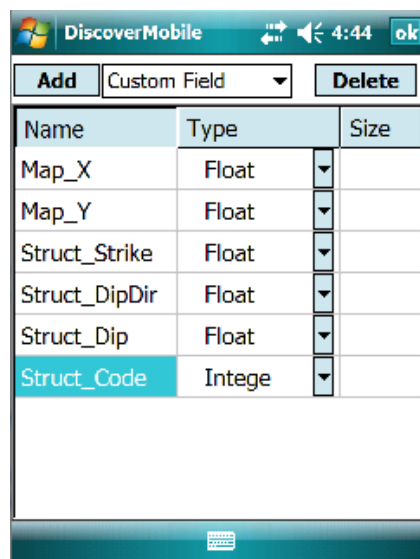 DiscoverMobile 4:44 ok
Add Custom Field Delete
Name Type Size
Map_X Float
Map_Y Float
Struct_Strike Float
Struct_DipDir Float
Struct_Dip Float
Struct_Code Intege